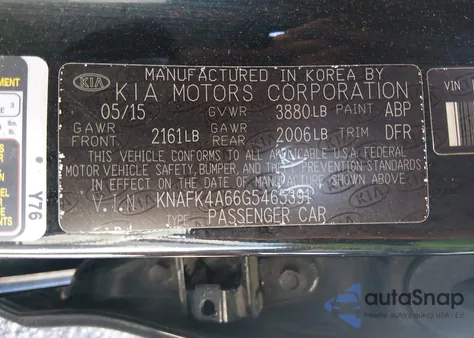 MANUFACTURED IN KOREA BY
KIA KIA MOTORS CORPORATION
05/15 GVWR 3880LB PAINT ABP
GAWR FRONT 2161LB GAWR REAR 2006LB TRIM DFR
THIS VEHICLE CONFORMS TO ALL APPLICABLE U.S.A. FEDERAL
MOTOR VEHICLE SAFETY, BUMPER, AND THEFT PREVENTION STANDARDS
IN EFFECT ON THE DATE OF MANUFACTURE SHOWN ABOVE.
V.I.N. KNAFK4A66G5465391
TYPE PASSENGER CAR
VIN
Y76
3
autoSnap